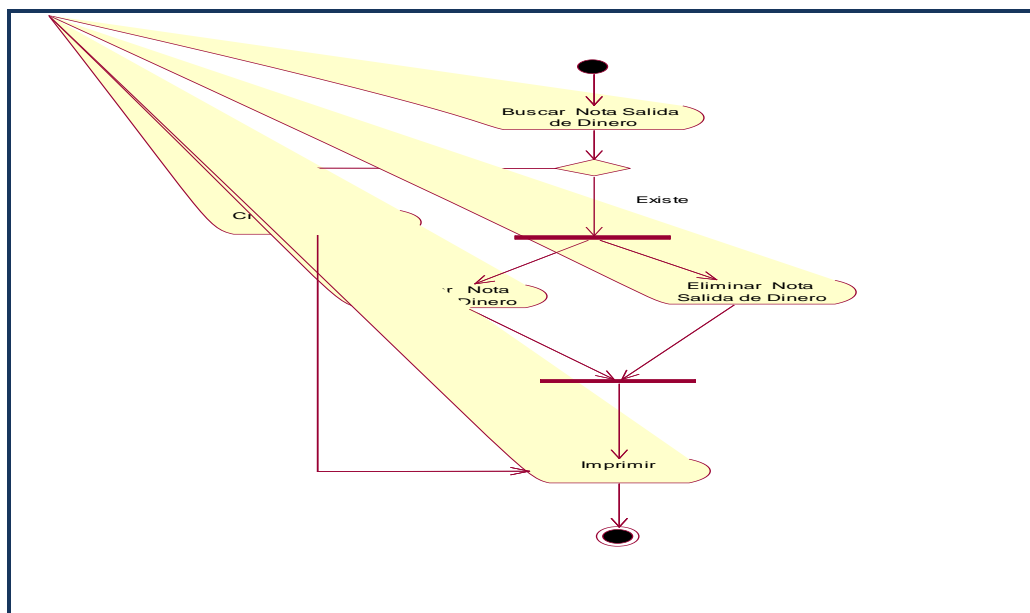 Buscar Nota Salida
de Dinero
Existe
Nota
Dinero
Eliminar Nota
Salida de Dinero
Imprimir